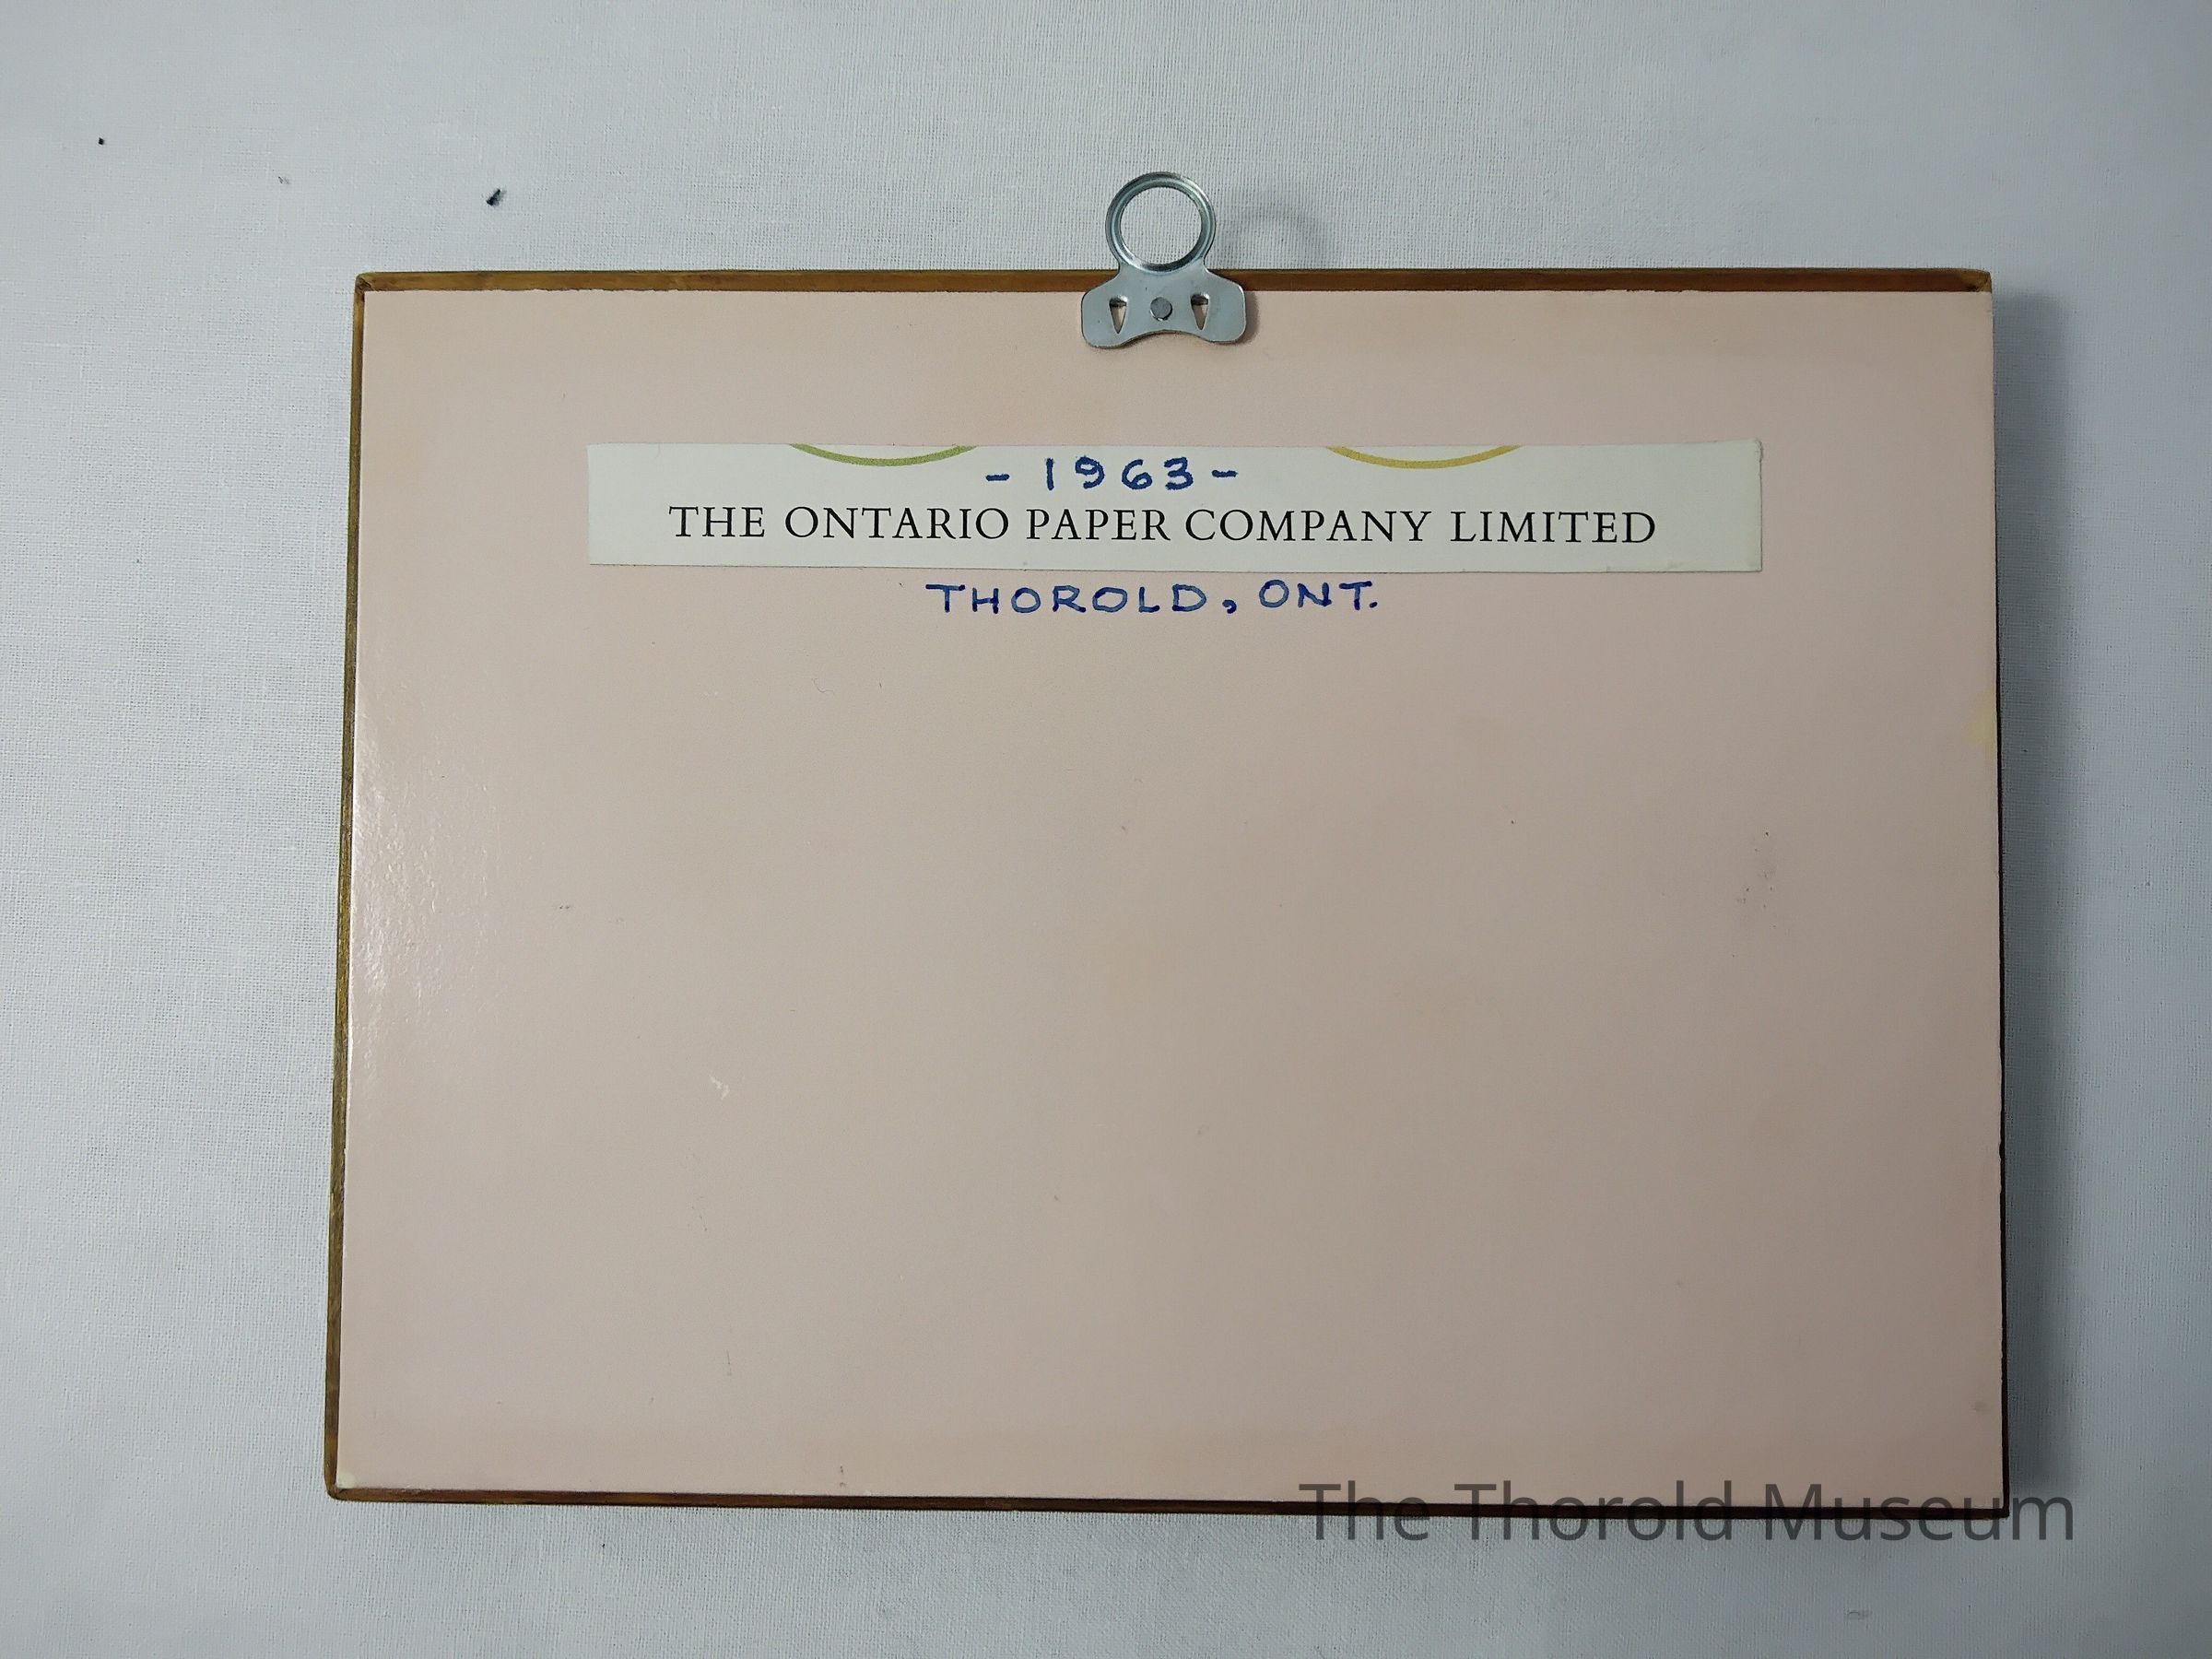 - 1963 -
THE ONTARIO PAPER COMPANY LIMITED
THOROLD, ONT.
The Thorold Museum